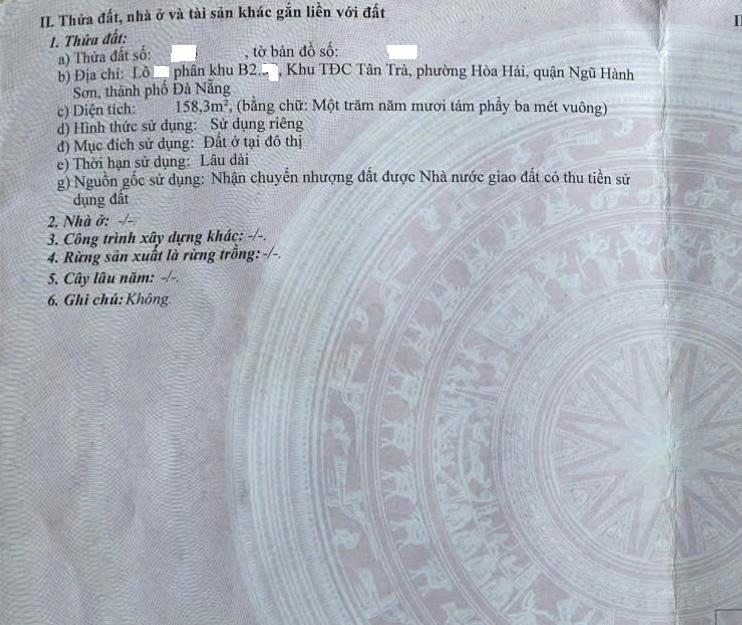 II. Thửa đất, nhà ở và tài sản khác gắn liền với đất
1. Thửa đất:
a) Thửa đất số: , tờ bản đồ số:
b) Địa chỉ: Lô phân khu B2. , Khu TĐC Tân Trà, phường Hòa Hải, quận Ngũ Hành
Sơn, thành phố Đà Nẵng
c) Diện tích: 158,3m², (bằng chữ: Một trăm năm mươi tám phẩy ba mét vuông)
d) Hình thức sử dụng: Sử dụng riêng
đ) Mục đích sử dụng: Đất ở tại đô thị
e) Thời hạn sử dụng: Lâu dài
g) Nguồn gốc sử dụng: Nhận chuyển nhượng đất được Nhà nước giao đất có thu tiền sử
dụng đất
2. Nhà ở: -/-.
3. Công trình xây dựng khác: -/-.
4. Rừng sản xuất là rừng trồng: -/-.
5. Cây lâu năm: -/-.
6. Ghi chú: Không.